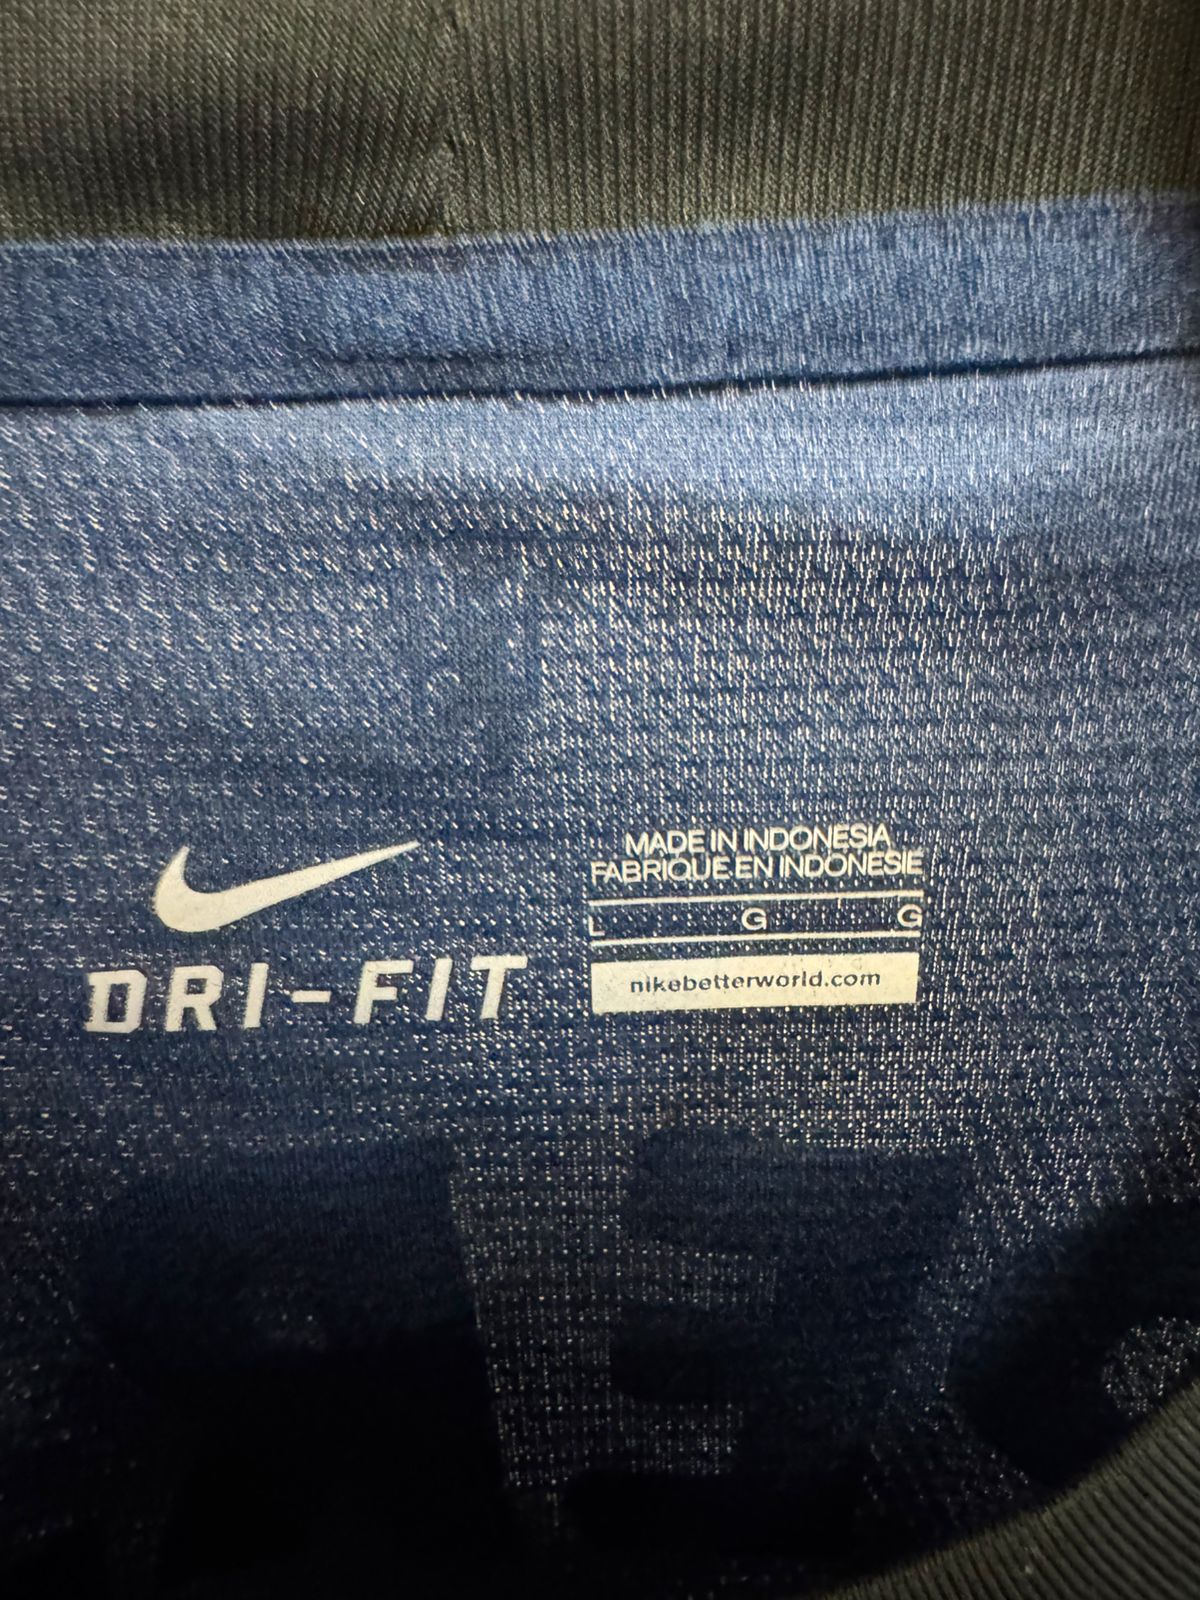 MADE IN INDONESIA
FABRIQUE EN INDONESIE
L G G
nikebetterworld.com
DRI-FIT